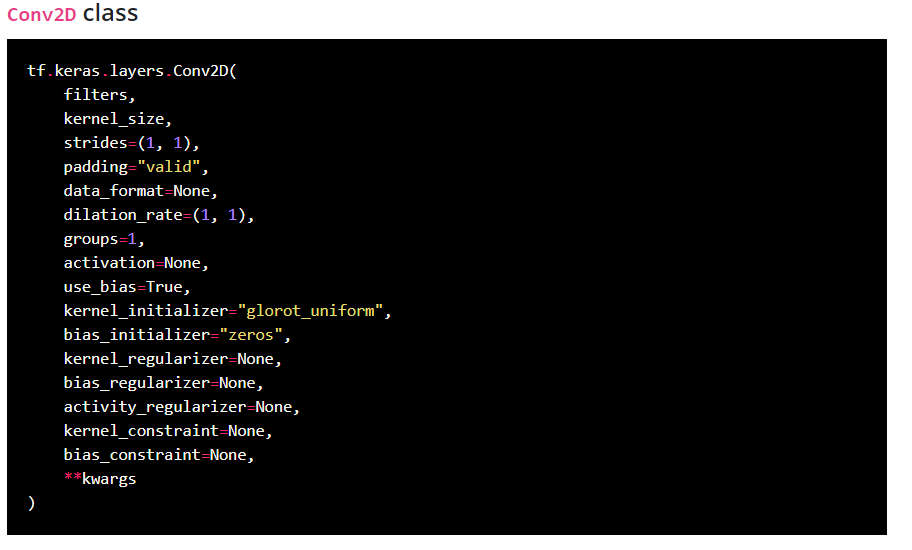 Conv2D class
tf.keras.layers.Conv2D(
    filters,
    kernel_size,
    strides=(1, 1),
    padding="valid",
    data_format=None,
    dilation_rate=(1, 1),
    groups=1,
    activation=None,
    use_bias=True,
    kernel_initializer="glorot_uniform",
    bias_initializer="zeros",
    kernel_regularizer=None,
    bias_regularizer=None,
    activity_regularizer=None,
    kernel_constraint=None,
    bias_constraint=None,
    **kwargs
)